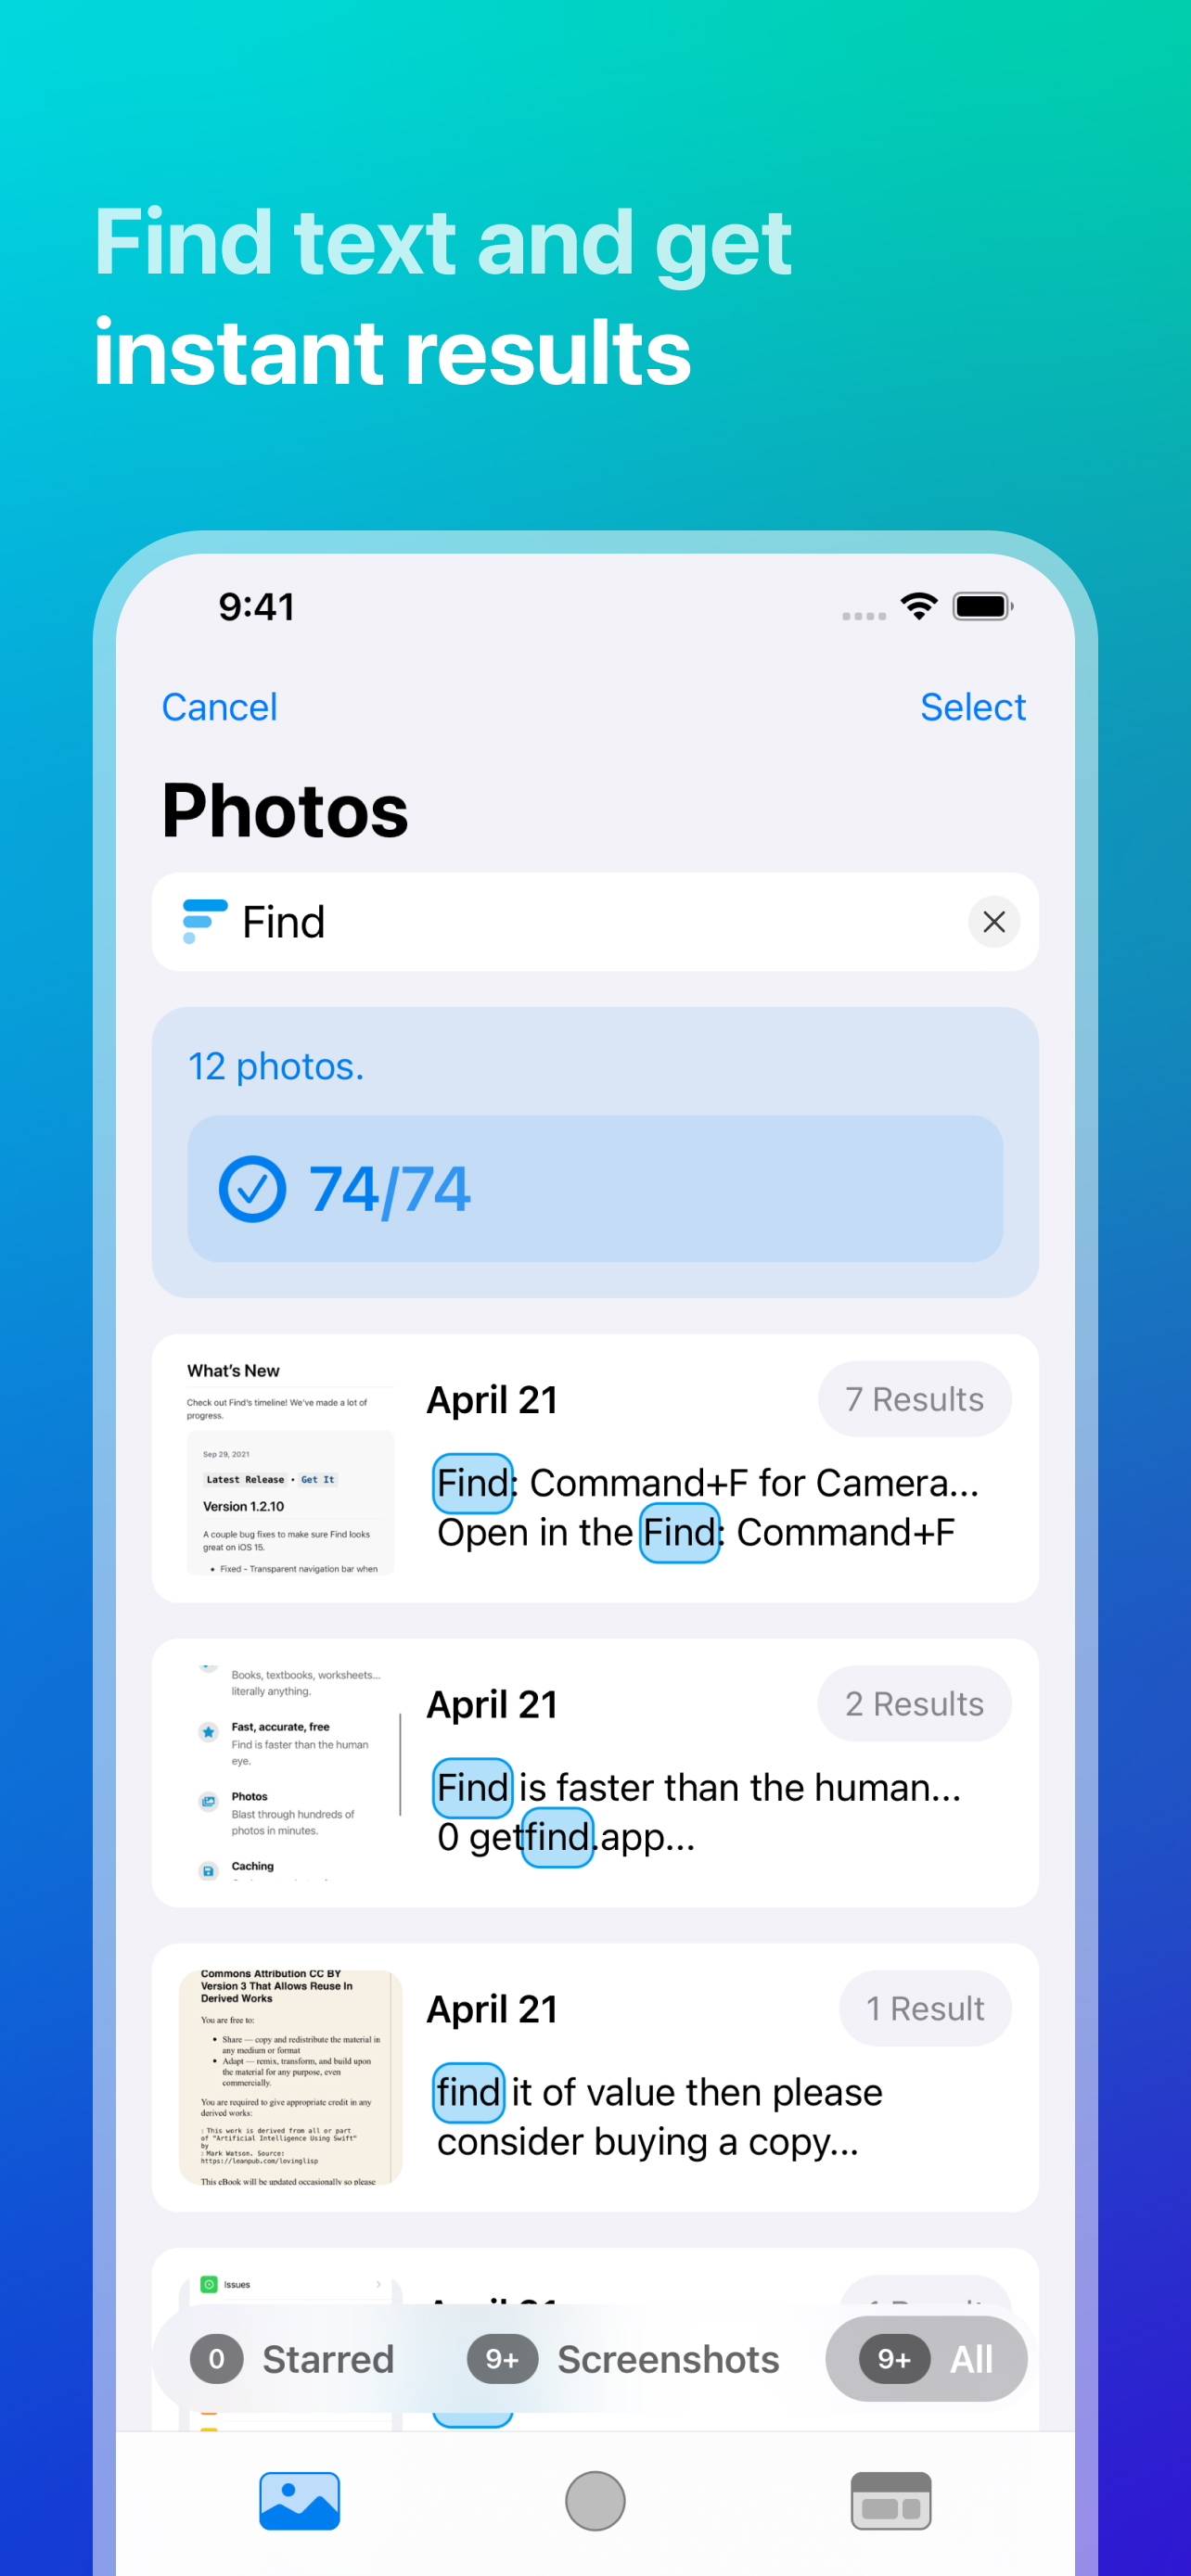 Find text and get
instant results
9:41
Cancel
Select
Photos
Find
12 photos.
74/74
What's New
Check out Find's timeline! We've made a lot of
progress.
Sep 29, 2021
Latest Release • Get It
Version 1.2.10
A couple bug fixes to make sure Find looks
great on iOS 15.
• Fixed - Transparent navigation bar when
April 21
7 Results
Find: Command+F for Camera...
Open in the Find: Command+F
Books, textbooks, worksheets...
literally anything.
Fast, accurate, free
Find is faster than the human
eye.
Photos
Blast through hundreds of
photos in minutes.
Caching
April 21
2 Results
Find is faster than the human...
0 getfind.app...
Commons Attribution CC BY
Version 3 That Allows Reuse In
Derived Works
You are free to:
• Share — copy and redistribute the material in
any medium or format
• Adapt — remix, transform, and build upon
the material for any purpose, even
commercially.
You are required to give appropriate credit in any
derived works:
: This work is derived from all or part
of "Artificial Intelligence Using Swift"
by
: Mark Watson. Source:
https://leanpub.com/lovinglisp
This eBook will be updated occasionally so please
April 21
1 Result
find it of value then please
consider buying a copy...
Issues
0 Starred
9+ Screenshots
9+ All